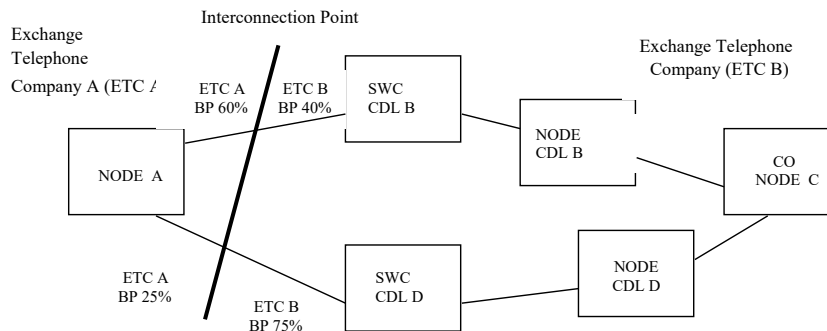 Interconnection Point
Exchange
Telephone
Company A (ETC A
Exchange Telephone
Company (ETC B)
ETC A
BP 60%
ETC B
BP 40%
SWC
CDL B
NODE
CDL B
CO
NODE C
NODE A
ETC A
BP 25%
ETC B
BP 75%
SWC
CDL D
NODE
CDL D